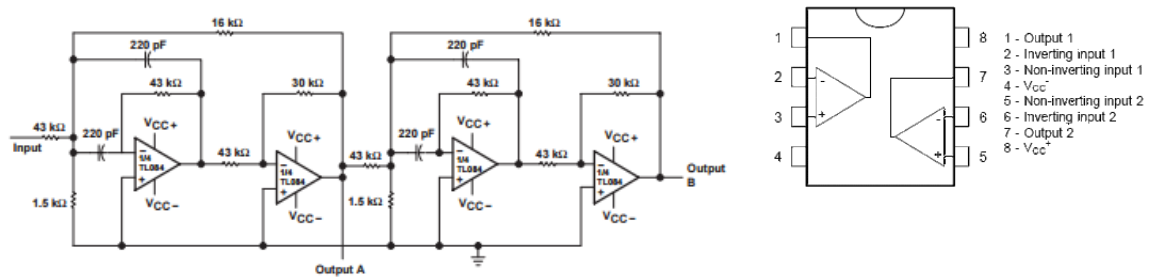 16 kΩ
16 kΩ
220 pF
220 pF
43 kΩ
30 kΩ
43 kΩ
30 kΩ
43 kΩ
Input
220 pF
VCC+
VCC+
43 kΩ
220 pF
VCC+
VCC+
−
+
1/4
TL084
43 kΩ
−
+
1/4
TL084
−
+
1/4
TL084
43 kΩ
−
+
1/4
TL084
Output
B
1.5 kΩ
VCC−
VCC−
1.5 kΩ
VCC−
VCC−
Output A
1
2
3
4
8
7
6
5
-
+
-
+
1 - Output 1
2 - Inverting input 1
3 - Non-inverting input 1
4 - VCC-
5 - Non-inverting input 2
6 - Inverting input 2
7 - Output 2
8 - VCC+